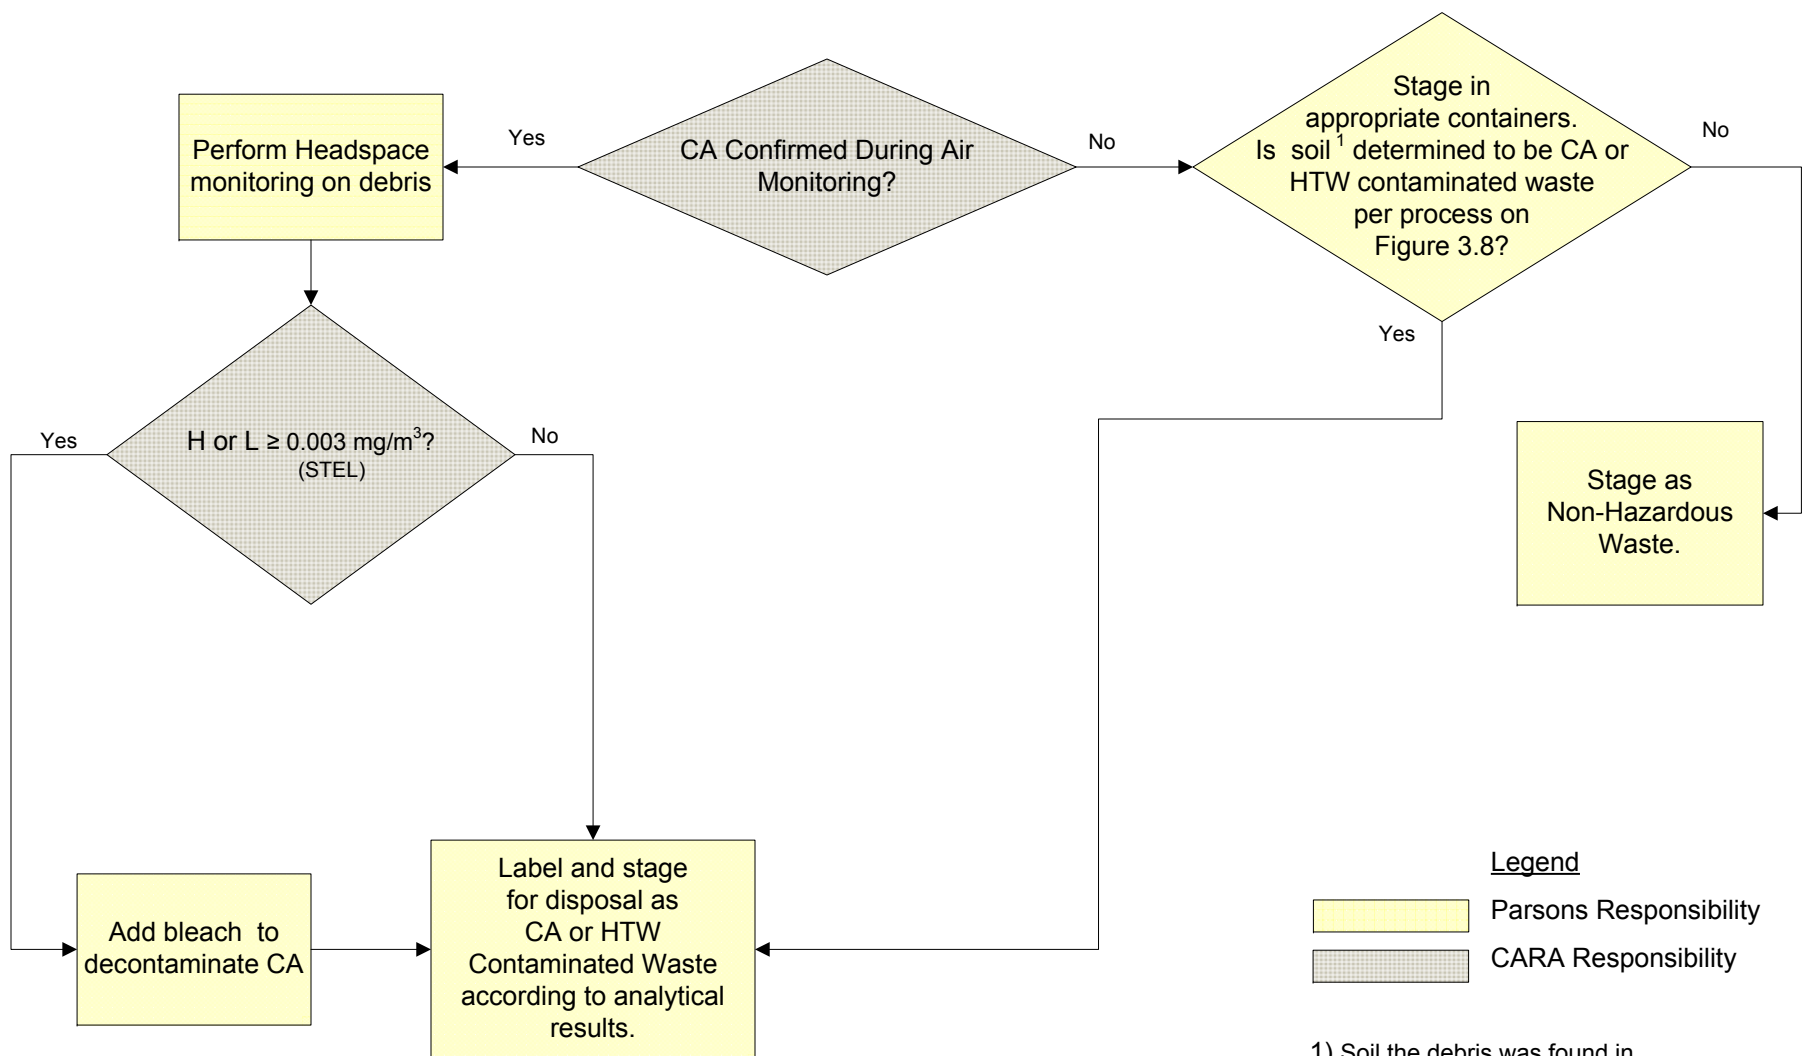 Perform Headspace
monitoring on debris
Yes
CA Confirmed During Air
Monitoring?
No
Stage in
appropriate containers.
Is soil 1 determined to be CA or
HTW contaminated waste
per process on
Figure 3.8?
No
Yes
Yes
H or L ≥ 0.003 mg/m3?
(STEL)
No
Stage as
Non-Hazardous
Waste.
Add bleach to
decontaminate CA
Label and stage
for disposal as
CA or HTW
Contaminated Waste
according to analytical
results.
Legend
Parsons Responsibility
CARA Responsibility
1) Soil the debris was found in